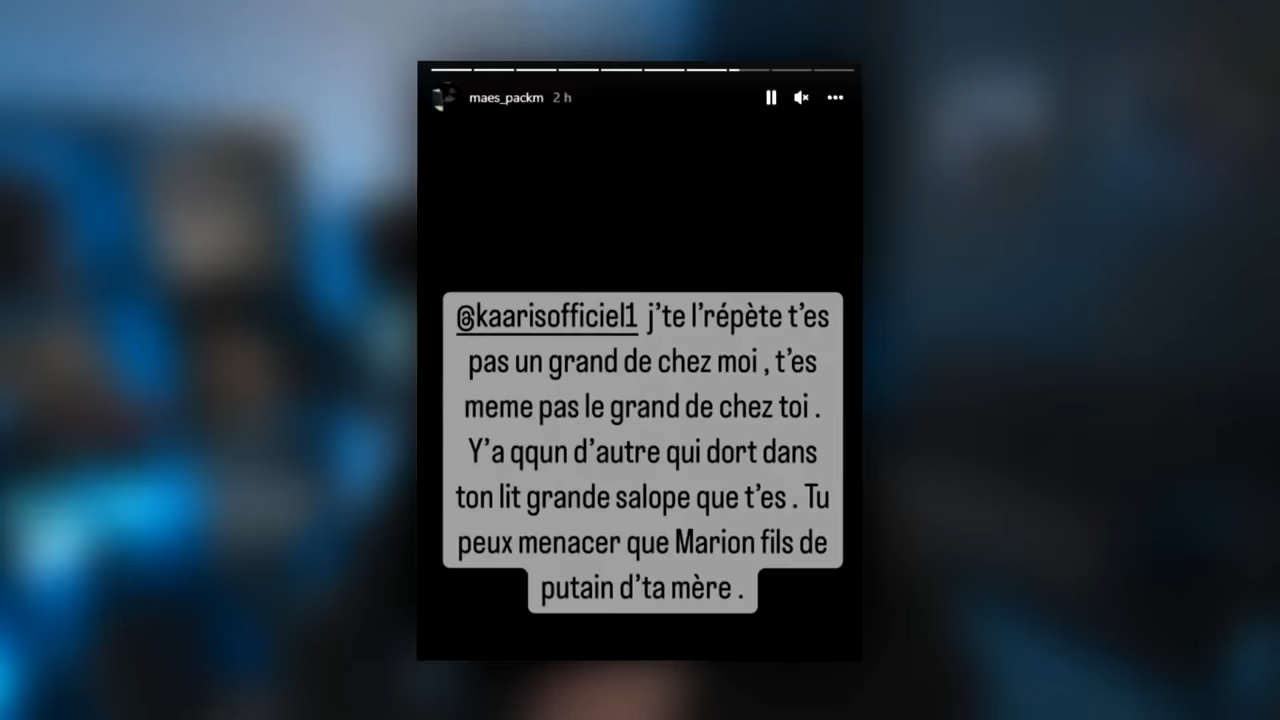 maes_packm 2 h
@kaarisofficiel1 j’te l’répète t’es
pas un grand de chez moi , t’es
meme pas le grand de chez toi .
Y’a qqun d’autre qui dort dans
ton lit grande salope que t’es . Tu
peux menacer que Marion fils de
putain d’ta mère .